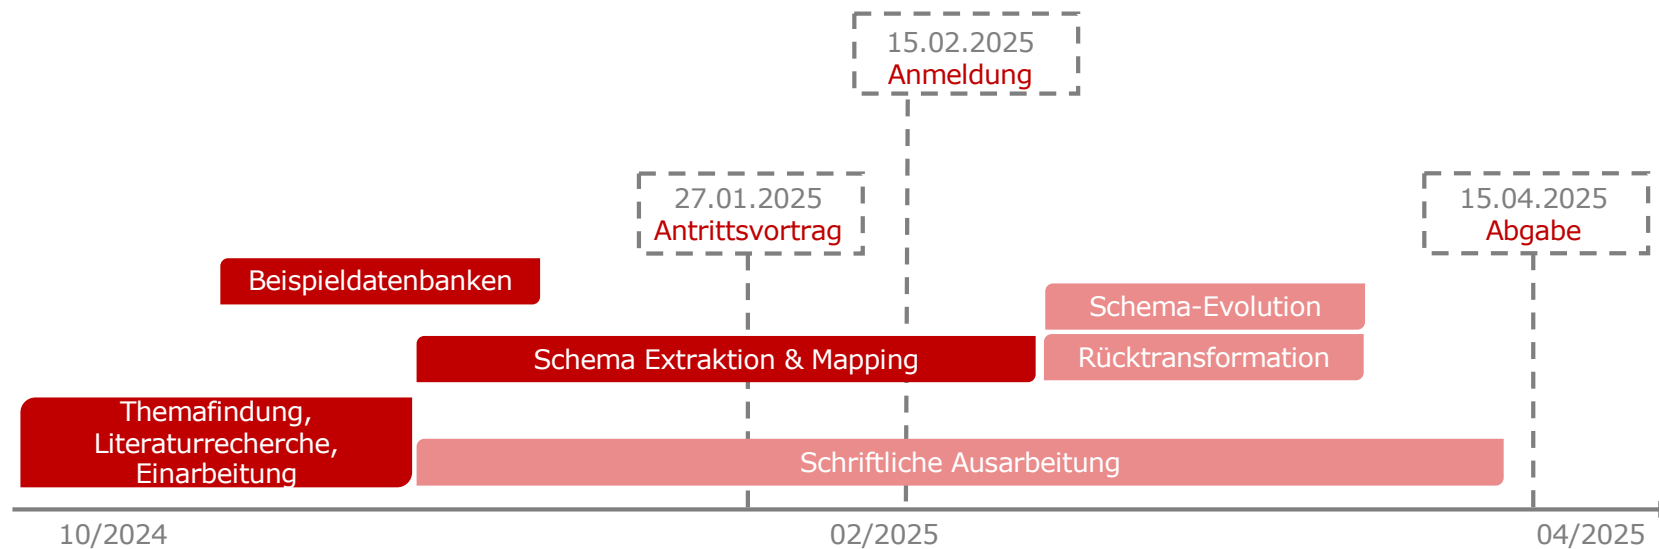 15.02.2025
Anmeldung
27.01.2025
Antrittsvortrag
15.04.2025
Abgabe
Beispieldatenbanken
Schema-Evolution
Schema Extraktion & Mapping
Rücktransformation
Themafindung,
Literaturrecherche,
Einarbeitung
Schriftliche Ausarbeitung
10/2024
02/2025
04/2025